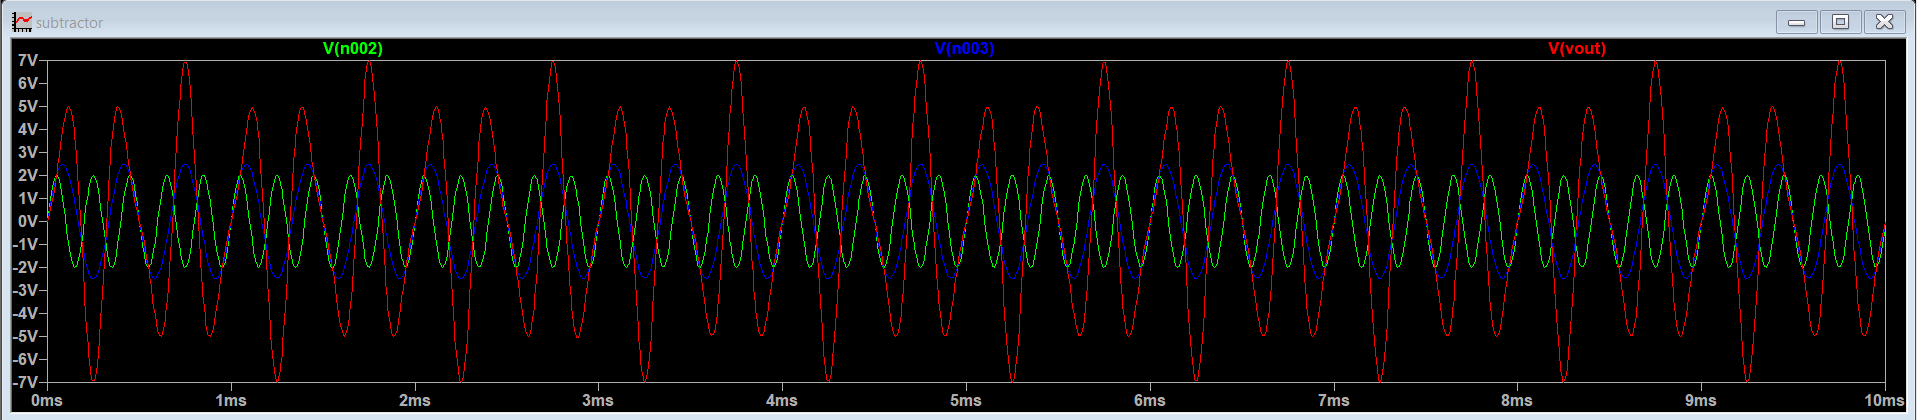 subtractor
V(n002) V(n003) V(vout)
7V
6V
5V
4V
3V
2V
1V
0V
-1V
-2V
-3V
-4V
-5V
-6V
-7V
0ms 1ms 2ms 3ms 4ms 5ms 6ms 7ms 8ms 9ms 10ms